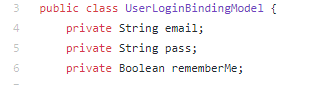 3 public class UserLoginBindingModel {
4 private String email;
5 private String pass;
6 private Boolean rememberMe;